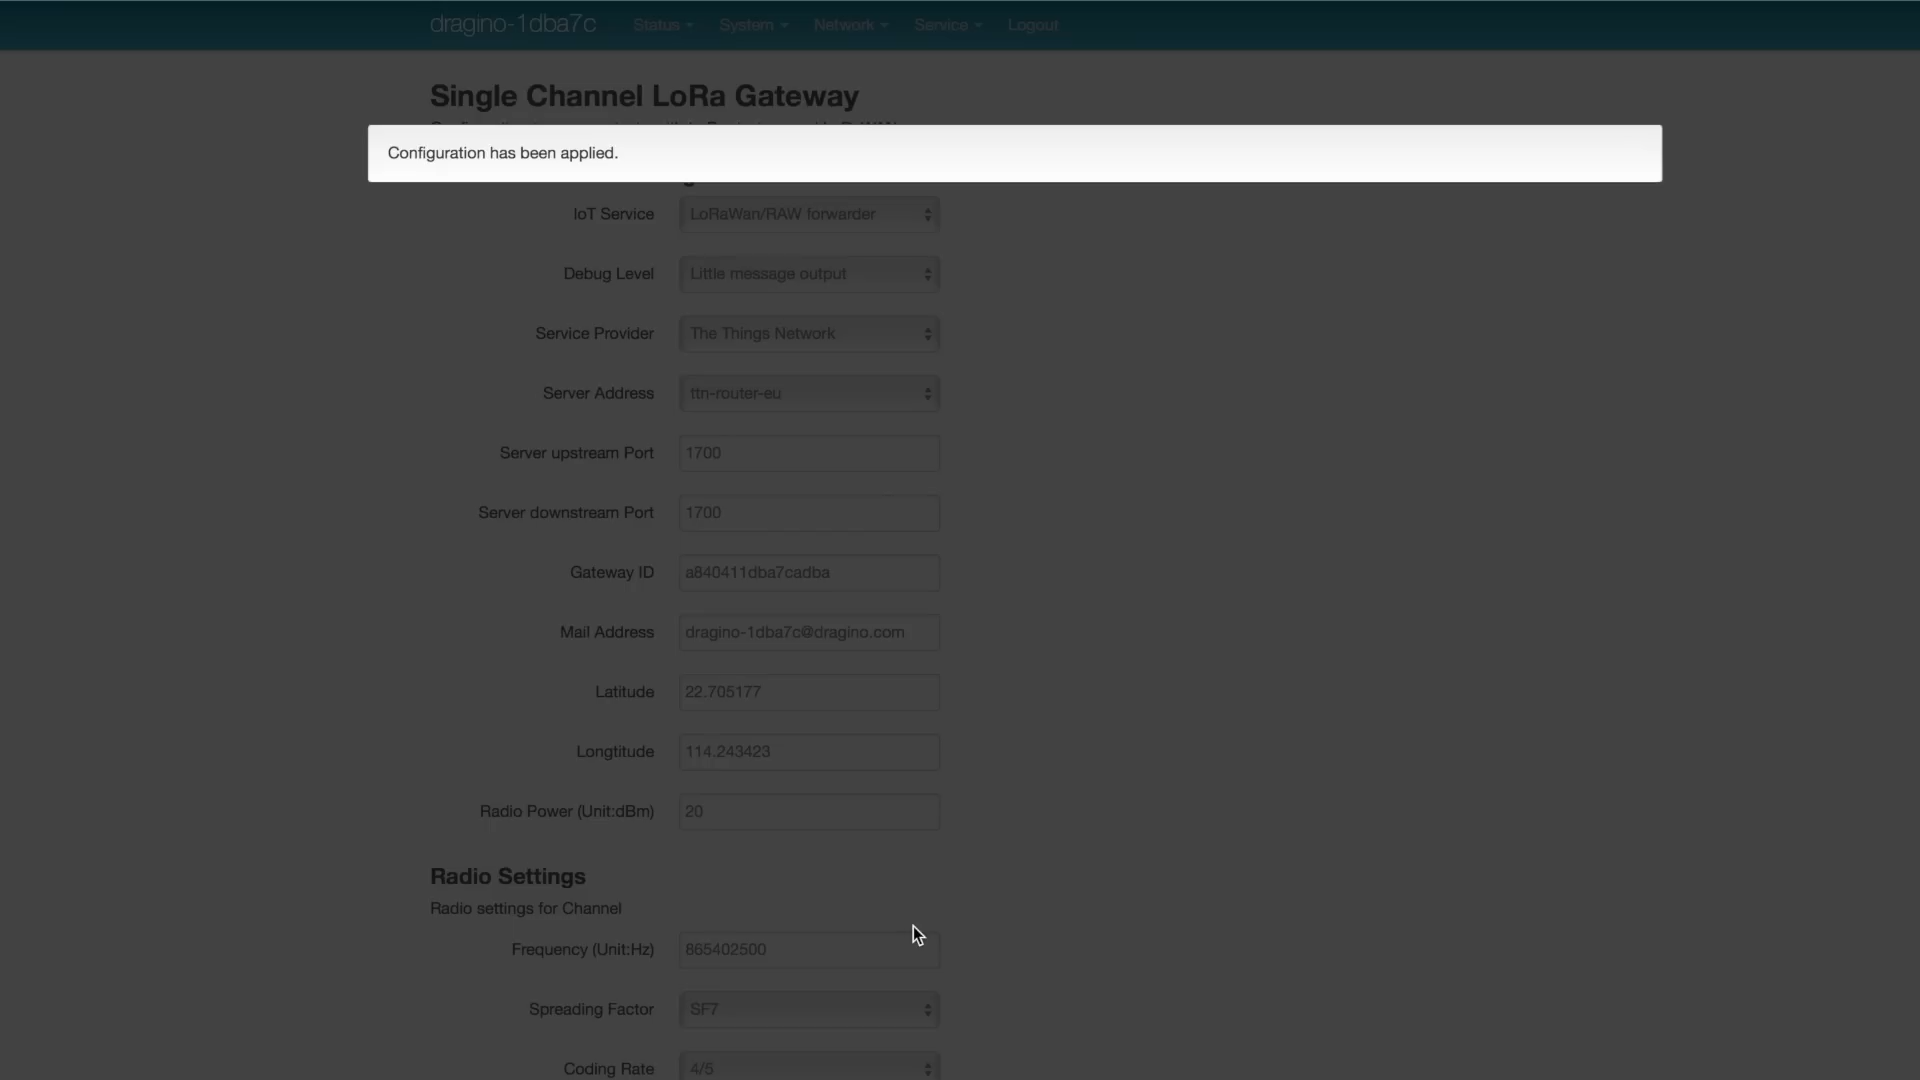 dragino-1dba7c Status System Network Service Logout
Single Channel LoRa Gateway
Configuration has been applied.
IoT Service LoRaWan/RAW forwarder
Debug Level Little message output
Service Provider The Things Network
Server Address ttn-router-eu
Server upstream Port 1700
Server downstream Port 1700
Gateway ID a840411dba7cadba
Mail Address dragino-1dba7c@dragino.com
Latitude 22.705177
Longtitude 114.243423
Radio Power (Unit:dBm) 20
Radio Settings
Radio settings for Channel
Frequency (Unit:Hz) 865402500
Spreading Factor SF7
Coding Rate 4/5